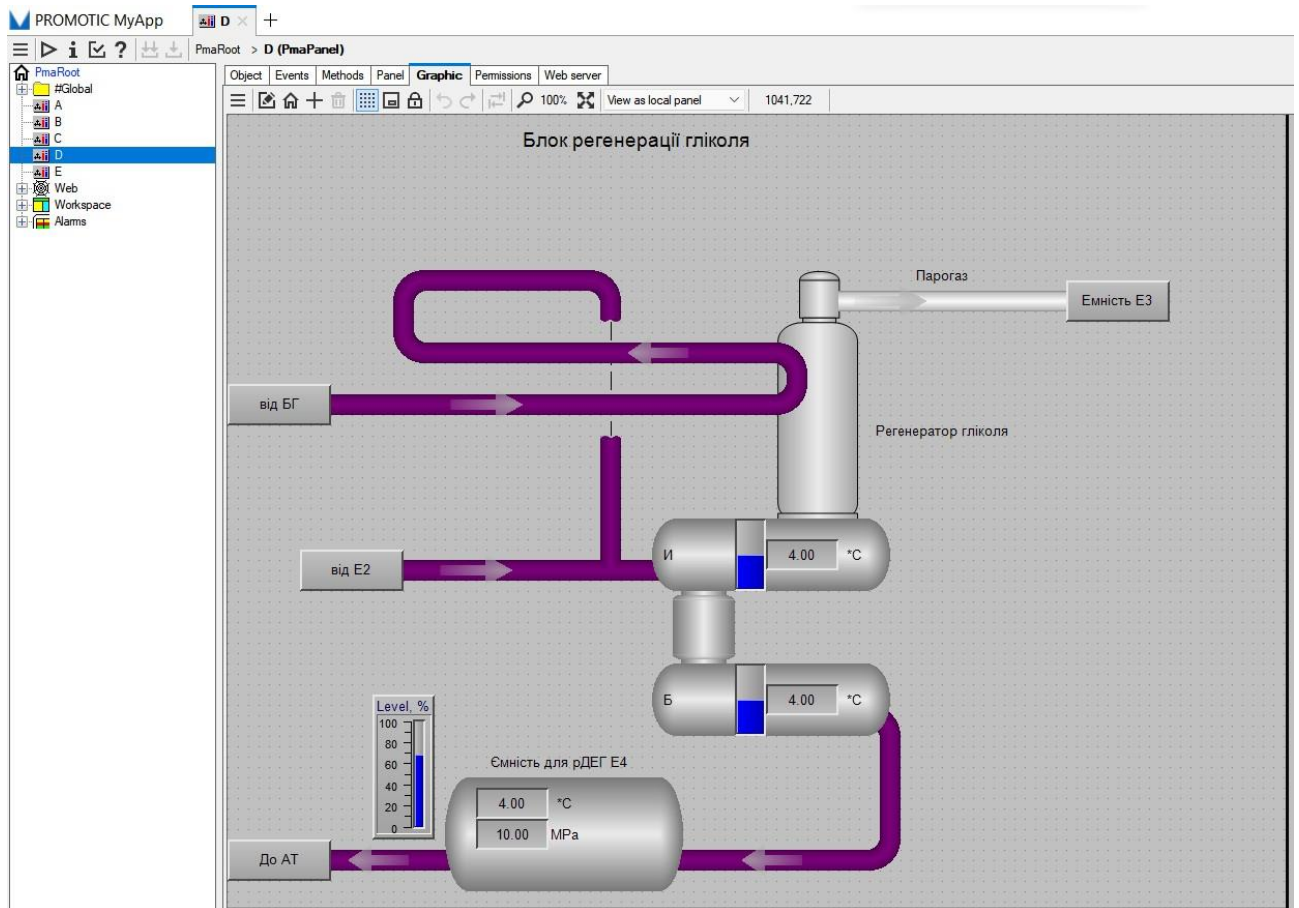 PROMOTIC MyApp
D
PmaRoot > D (PmaPanel)
PmaRoot
#Global
A
B
C
D
E
Web
Workspace
Alarms
Object Events Methods Panel Graphic Permissions Web server
100% View as local panel 1041,722
Блок регенерації гліколя
Парогаз
Емність Е3
від БГ
Регенератор гліколя
від Е2
И 4.00 *C
Б 4.00 *C
Level, %
100
80
60
40
20
0
Ємність для рДЕГ Е4
4.00 *C
10.00 MPa
До АТ